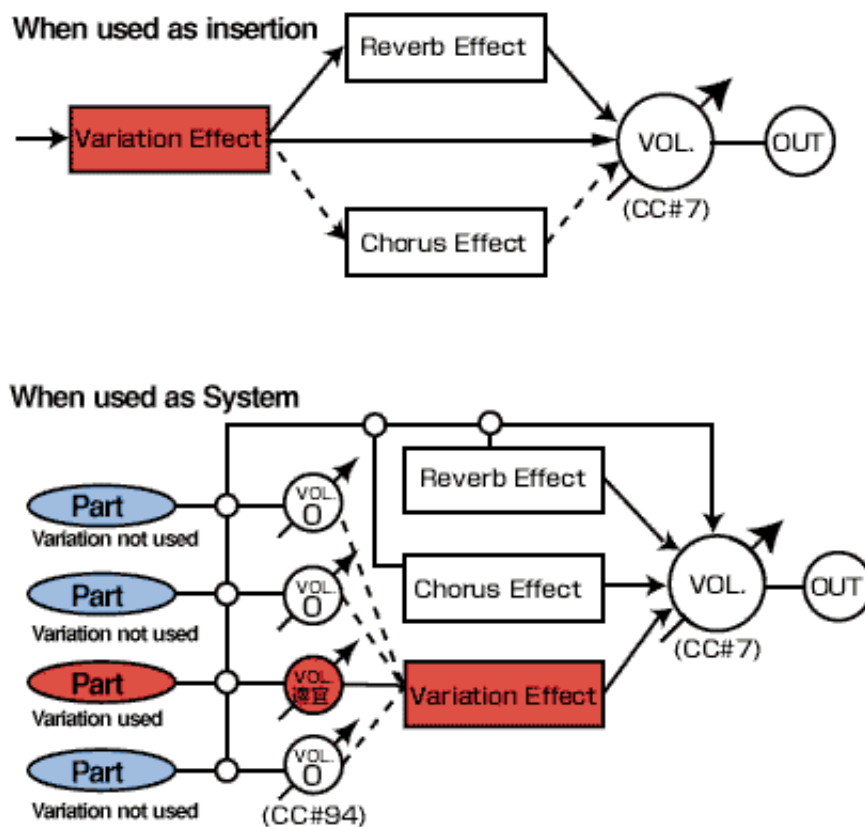 When used as insertion
Reverb Effect
Variation Effect
VOL.
OUT
(CC#7)
Chorus Effect
When used as System
Part
Variation not used
VOL.
0
Reverb Effect
Part
Variation not used
VOL.
0
Chorus Effect
VOL.
OUT
(CC#7)
Part
Variation used
VOL.
適宜
Variation Effect
Part
Variation not used
VOL.
0
(CC#94)